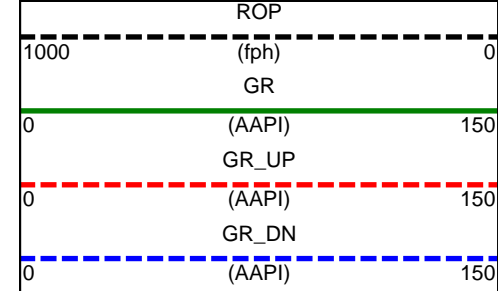 ROP
1000 (fph) 0
GR
0 (AAPI) 150
GR_UP
0 (AAPI) 150
GR_DN
0 (AAPI) 150